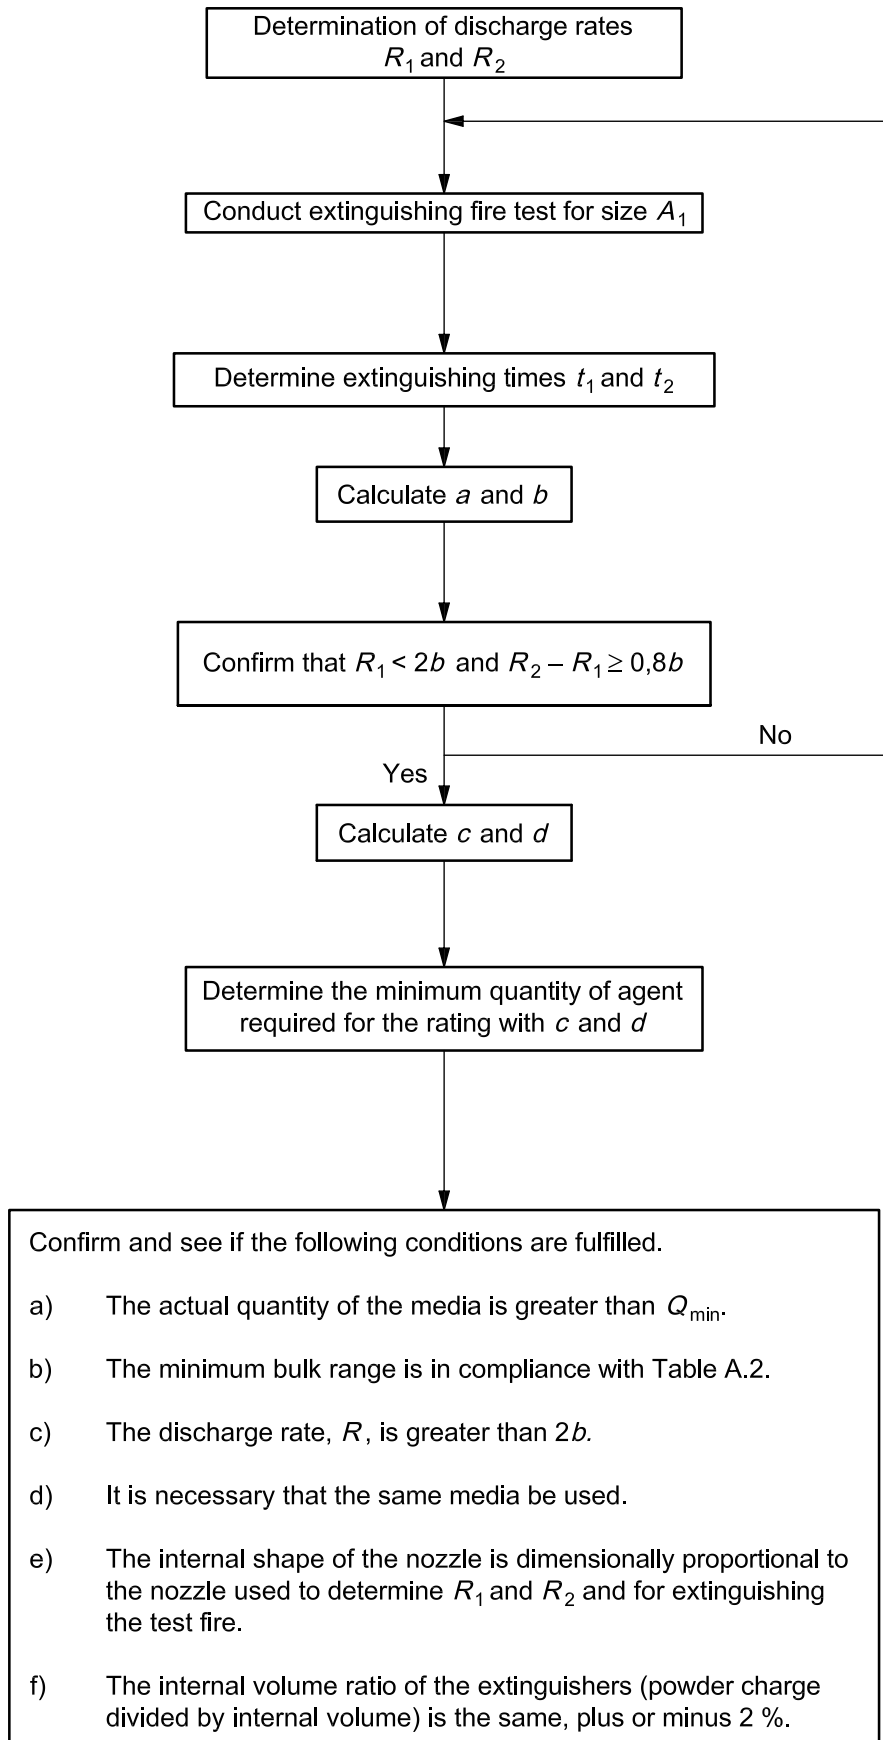 Determination of discharge rates
R1 and R2
Conduct extinguishing fire test for size A1
Determine extinguishing times t1 and t2
Calculate a and b
Confirm that R1 < 2b and R2 – R1 ≥ 0,8b
No
Yes
Calculate c and d
Determine the minimum quantity of agent
required for the rating with c and d
Confirm and see if the following conditions are fulfilled.
a) The actual quantity of the media is greater than Qmin.
b) The minimum bulk range is in compliance with Table A.2.
c) The discharge rate, R, is greater than 2b.
d) It is necessary that the same media be used.
e) The internal shape of the nozzle is dimensionally proportional to
the nozzle used to determine R1 and R2 and for extinguishing
the test fire.
f) The internal volume ratio of the extinguishers (powder charge
divided by internal volume) is the same, plus or minus 2 %.